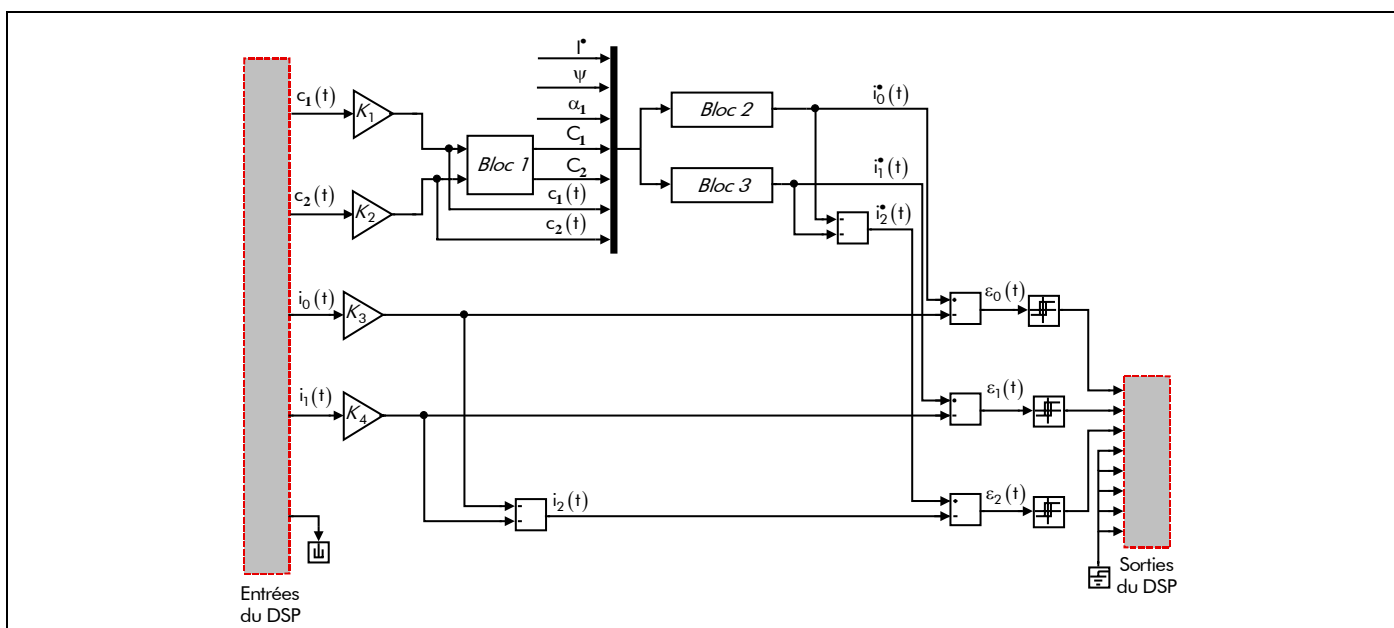 I•
ψ
α₁
C₁
C₂
c₁(t)
c₂(t)
c₁(t)
K₁
c₂(t)
K₂
Bloc 1
Bloc 2
Bloc 3
i₀•(t)
i₁•(t)
i₂•(t)
i₀(t)
K₃
ε₀(t)
i₁(t)
K₄
ε₁(t)
i₂(t)
ε₂(t)
Entrées
du DSP
Sorties
du DSP